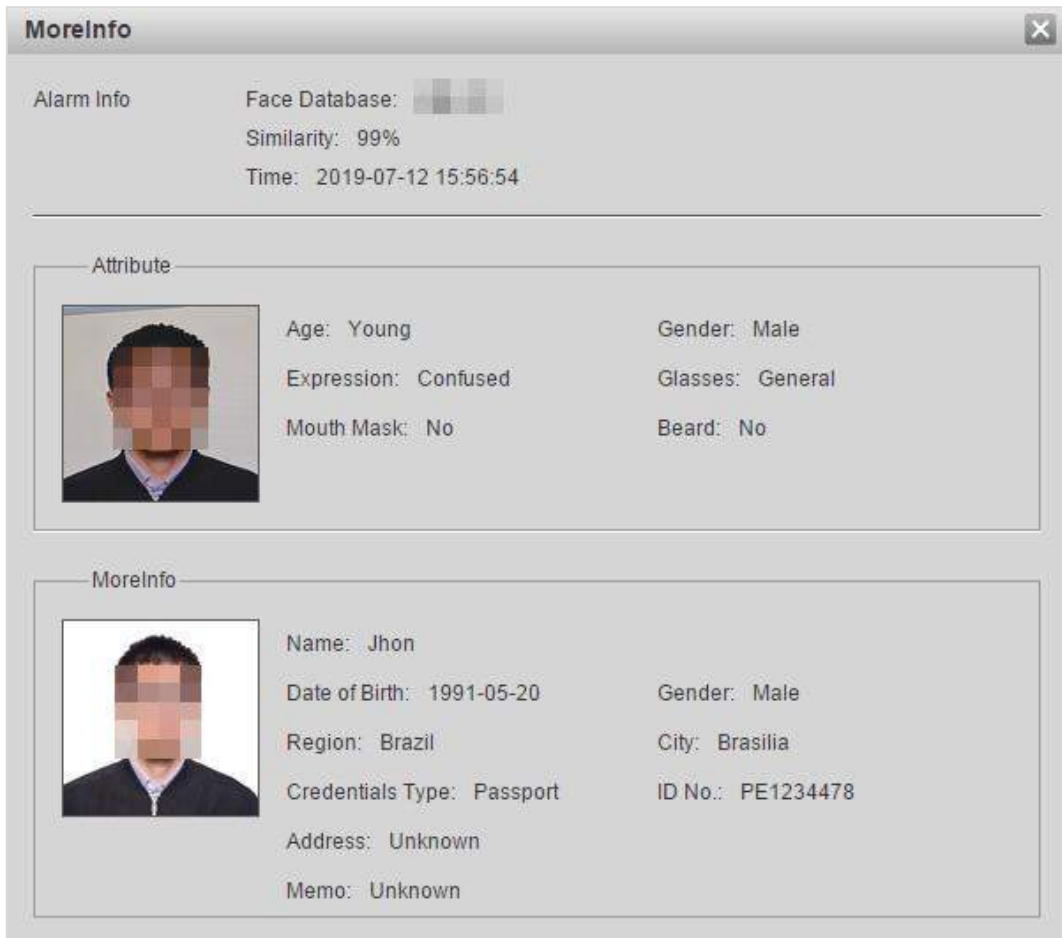 MoreInfo
Alarm Info
Face Database:
Similarity: 99%
Time: 2019-07-12 15:56:54
Attribute
Age: Young Gender: Male
Expression: Confused Glasses: General
Mouth Mask: No Beard: No
MoreInfo
Name: Jhon
Date of Birth: 1991-05-20 Gender: Male
Region: Brazil City: Brasilia
Credentials Type: Passport ID No.: PE1234478
Address: Unknown
Memo: Unknown